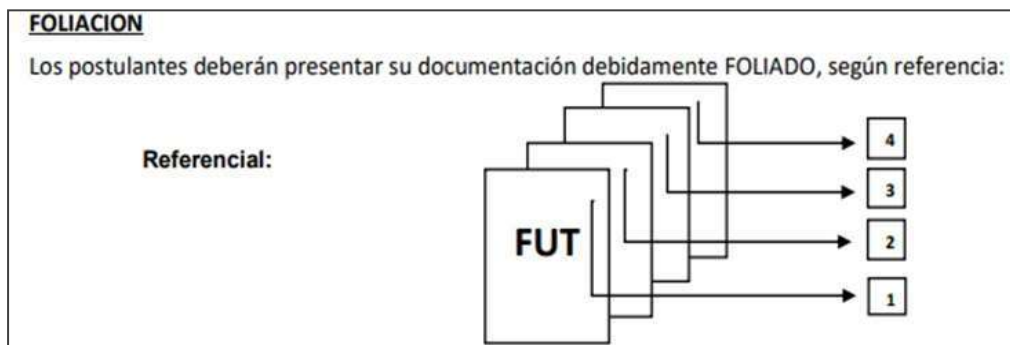 FOLIACION
Los postulantes deberán presentar su documentación debidamente FOLIADO, según referencia:
Referencial:
FUT
4
3
2
1